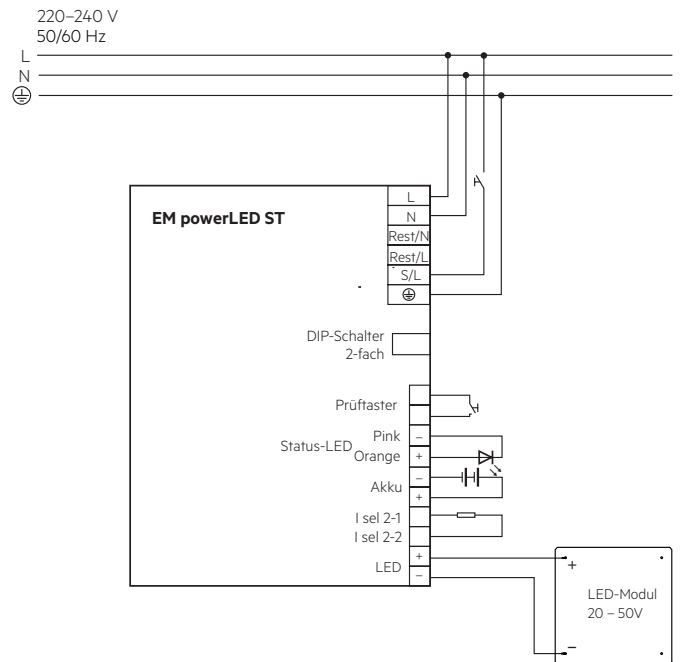 220–240 V
50/60 Hz
L
N
EM powerLED ST
L
N
Rest/N
Rest/L
S/L
DIP-Schalter
2-fach
Prüftaster
Status-LED
Pink
–
Orange
+
Akku
–
+
I sel 2-1
I sel 2-2
LED
+
–
+
LED-Modul
20 – 50V
–